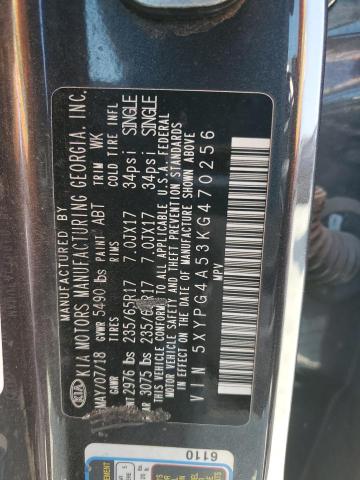 MANUFACTURED BY
KIA MOTORS MANUFACTURING GEORGIA, INC.
KIA
MAY/07/18 GVWR 5490 lbs PAINT ABT TRIM WK
GAWR TIRES RIMS COLD TIRE INFL
2976 lbs 235/65R17 7.0JX17 34psi SINGLE
3075 lbs 235/ R17 7.0JX17 34psi SINGLE
THIS VEHICLE CONFORMS TO ALL APPLICABLE U.S.A. FEDERAL
MOTOR VEHICLE SAFETY AND THEFT PREVENTION STANDARDS
IN EFFECT ON THE DATE OF MANUFACTURE SHOWN ABOVE
VIN 5XYPG4A53KG470256
MPV
6110